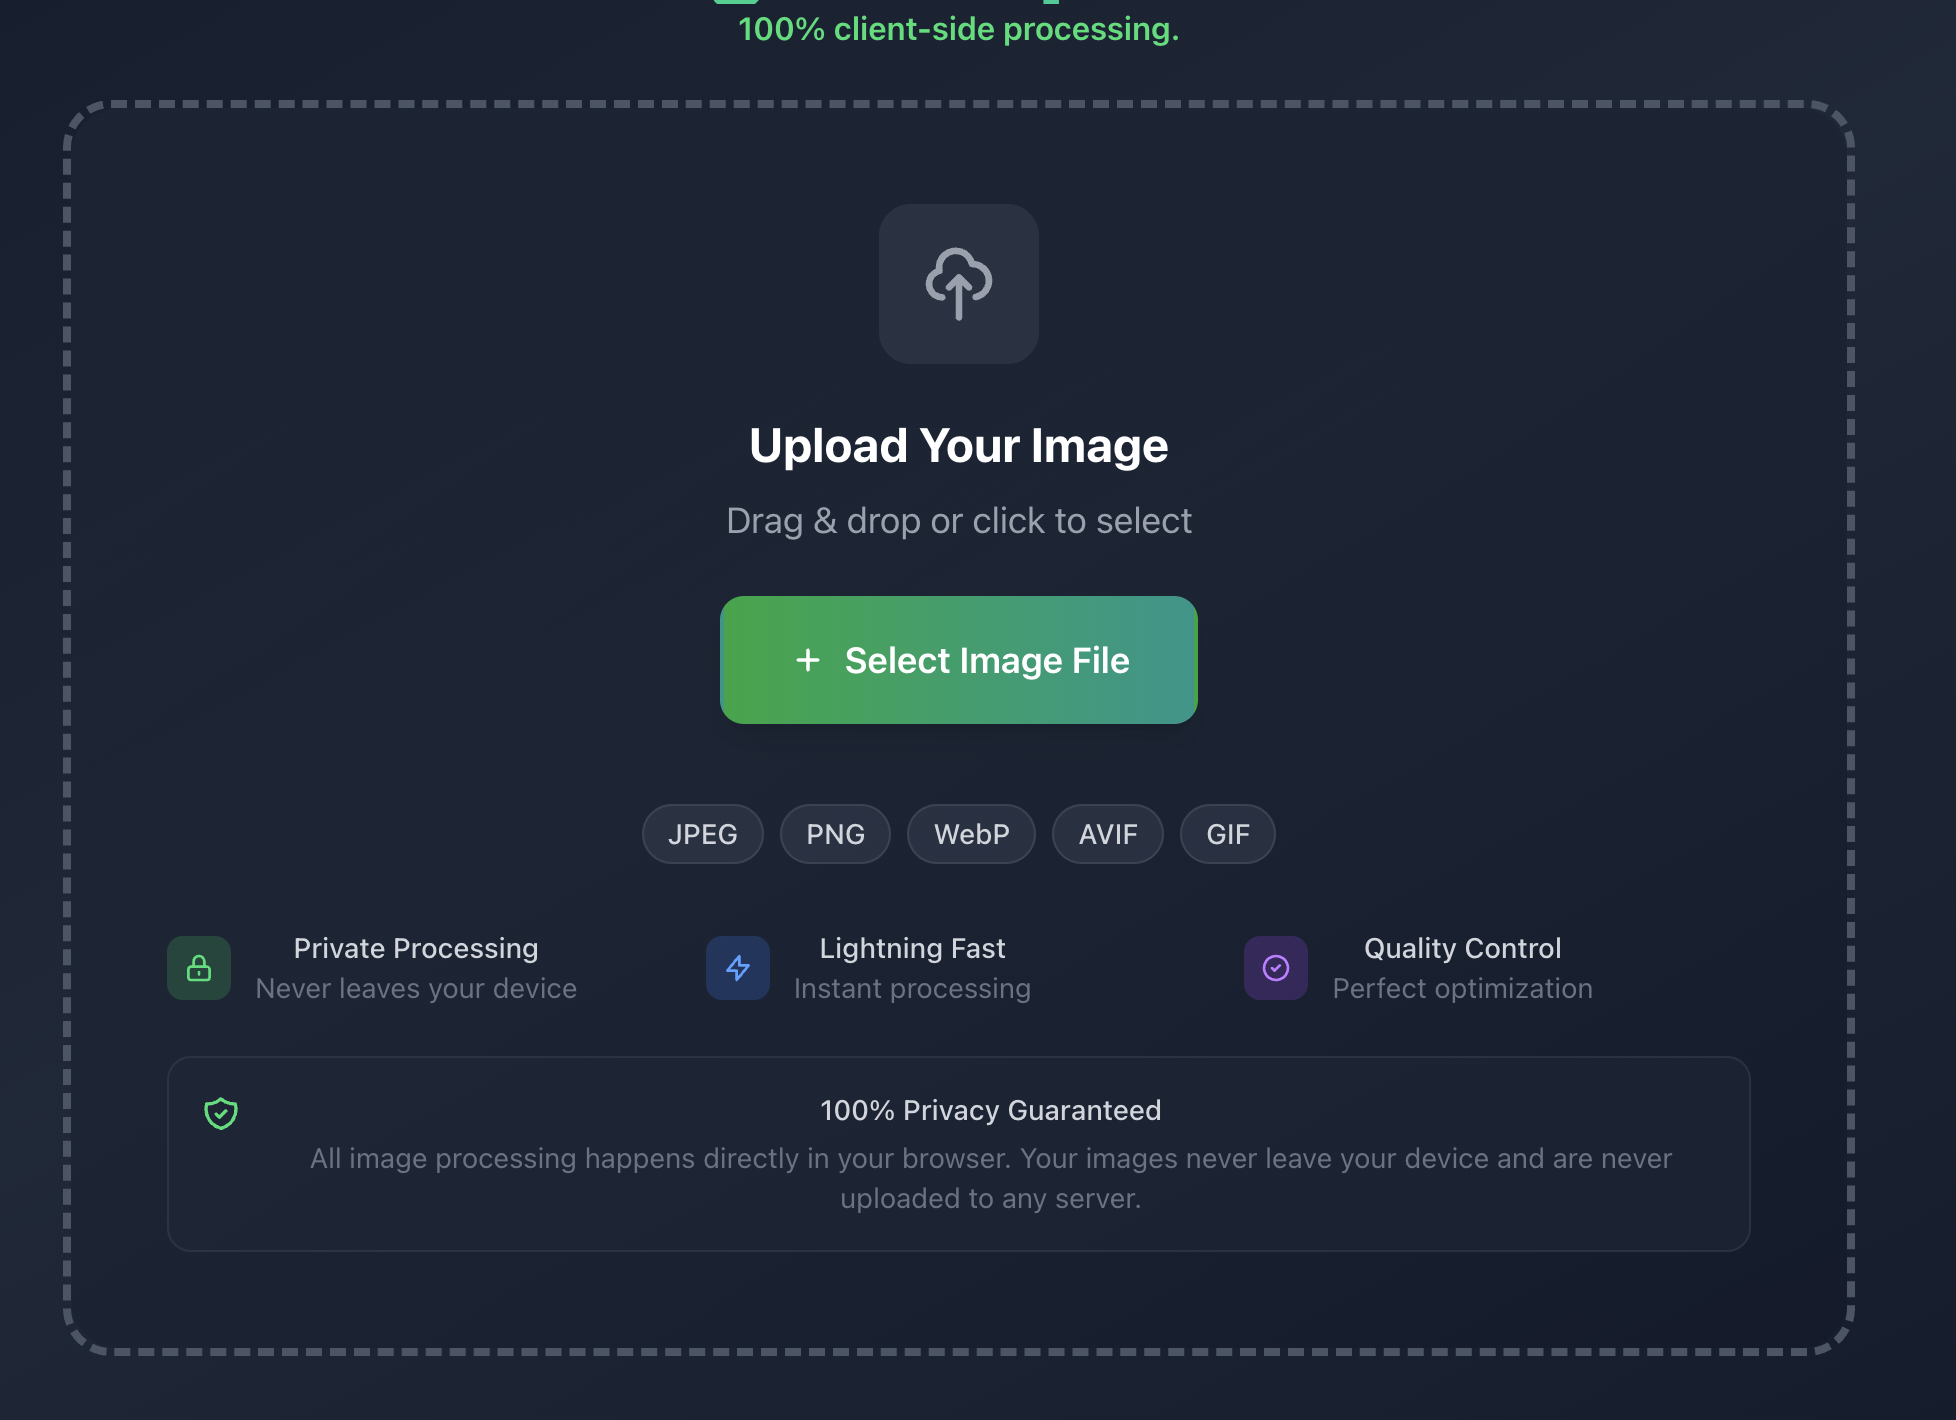 100% client-side processing.
Upload Your Image
Drag & drop or click to select
+ Select Image File
JPEG
PNG
WebP
AVIF
GIF
Private Processing
Never leaves your device
Lightning Fast
Instant processing
Quality Control
Perfect optimization
100% Privacy Guaranteed
All image processing happens directly in your browser. Your images never leave your device and are never
uploaded to any server.